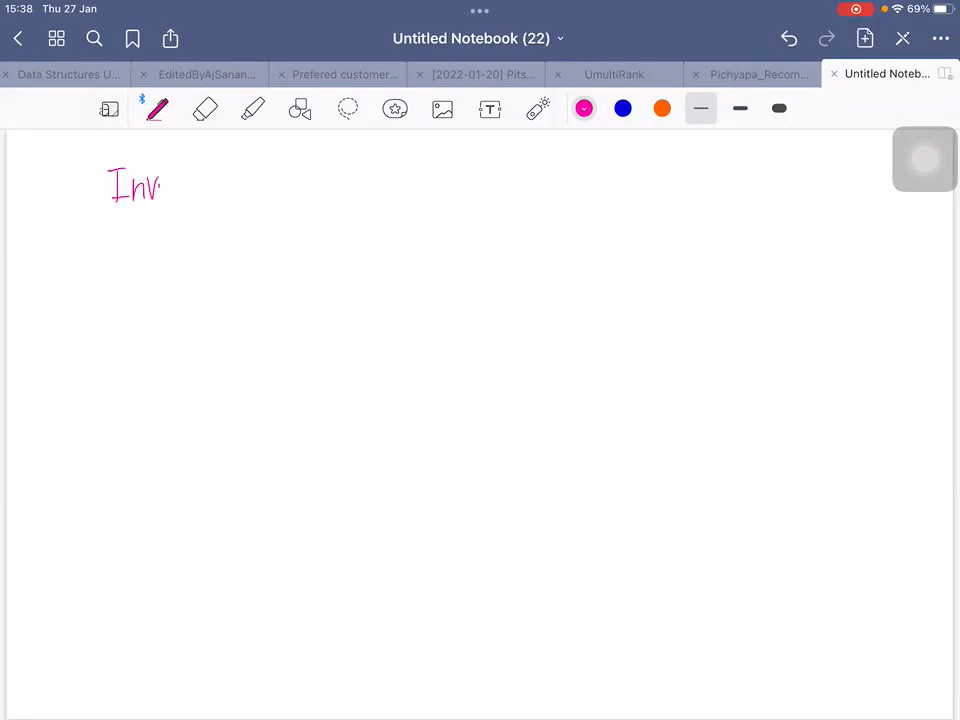 15:38 Thu 27 Jan 69%
Untitled Notebook (22)
Data Structures U... EditedByAjSanan... Prefered customer... [2022-01-20] Pits... UmultiRank Pichyapa_Recom... Untitled Noteb...
T
Inv